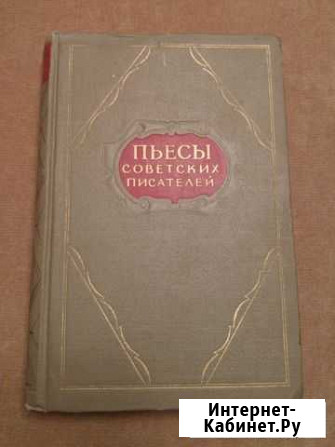 ПЬЕСЫ
СОВЕТСКИХ
ПИСАТЕЛЕЙ
Интернет-
Кабинет.Ру